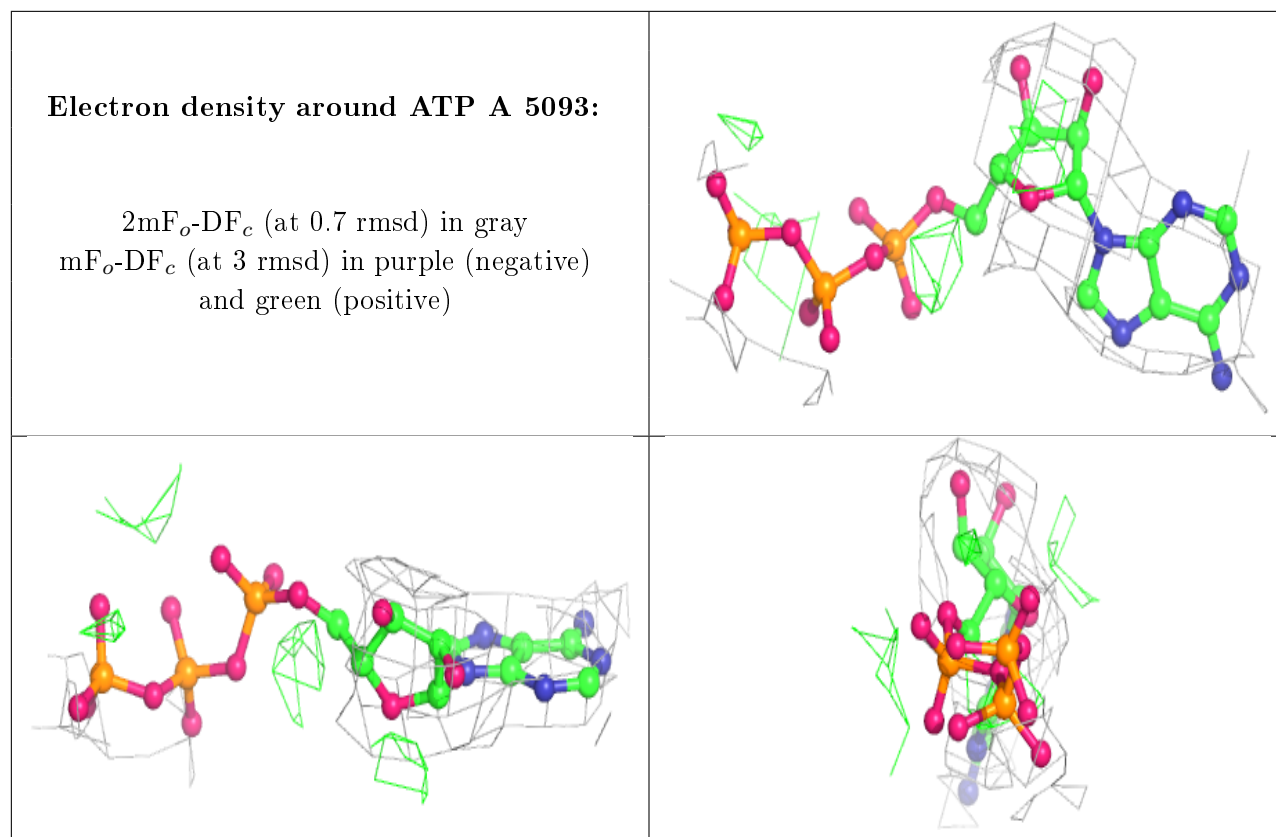 Electron density around ATP A 5093:
2mFo-DFc (at 0.7 rmsd) in gray
mFo-DFc (at 3 rmsd) in purple (negative)
and green (positive)